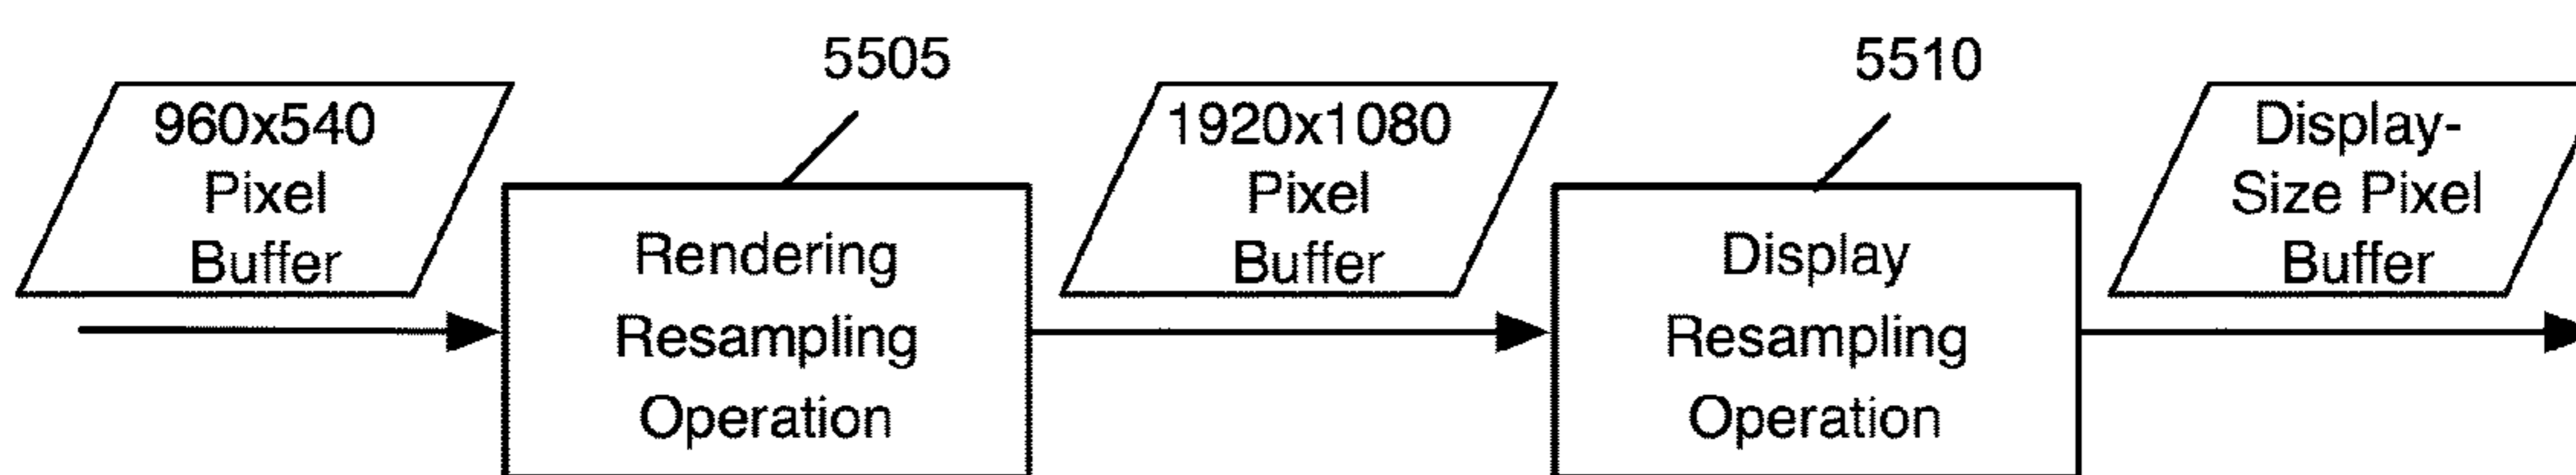 5505
5510
960x540
Pixel
Buffer
Rendering
Resampling
Operation
1920x1080
Pixel
Buffer
Display
Resampling
Operation
Display-
Size Pixel
Buffer